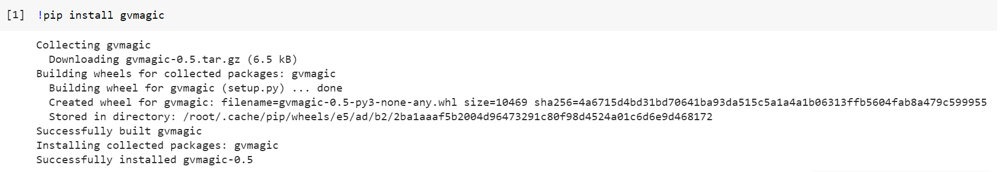 [1] !pip install gvmagic
Collecting gvmagic
Downloading gvmagic-0.5.tar.gz (6.5 kB)
Building wheels for collected packages: gvmagic
Building wheel for gvmagic (setup.py) ... done
Created wheel for gvmagic: filename=gvmagic-0.5-py3-none-any.whl size=10469 sha256=4a6715d4bd31bd70641ba93da515c5a1a4a1b06313ffb5604fab8a479c599955
Stored in directory: /root/.cache/pip/wheels/e5/ad/b2/2ba1aaaf5b2004d96473291c80f98d4524a01c6d6e9d468172
Successfully built gvmagic
Installing collected packages: gvmagic
Successfully installed gvmagic-0.5